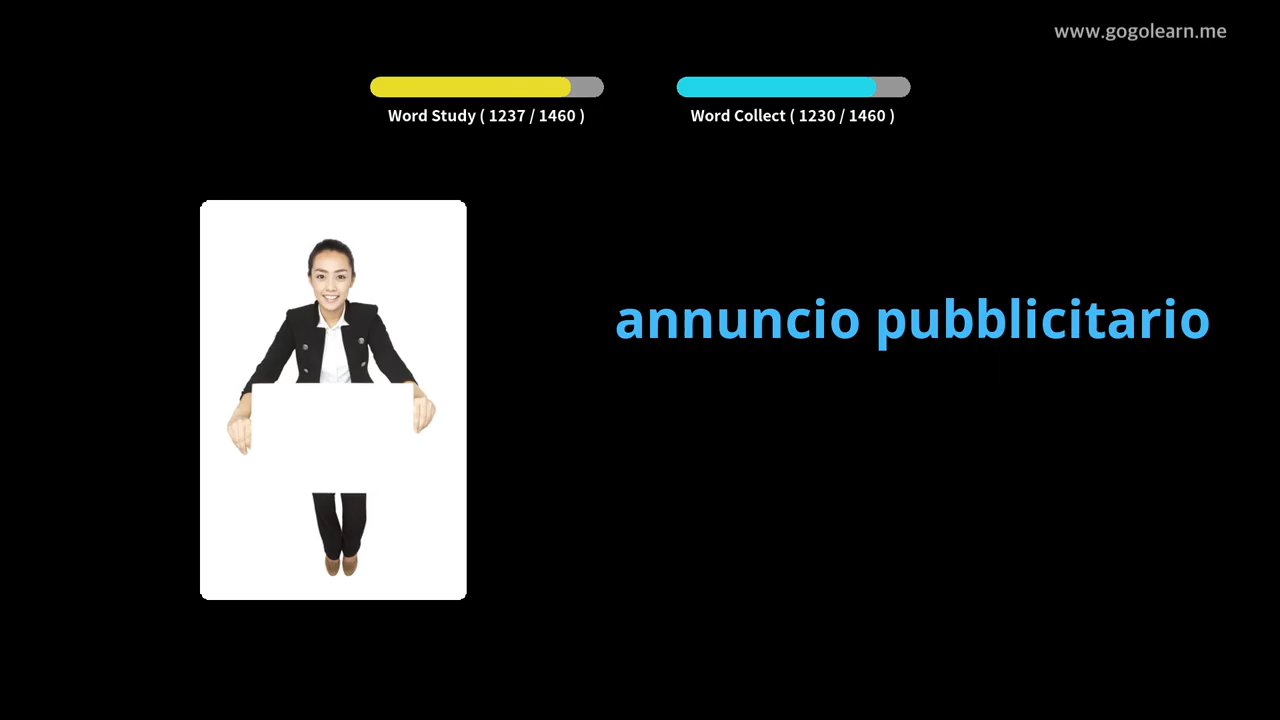 www.gogolearn.me
Word Study ( 1237 / 1460 )
Word Collect ( 1230 / 1460 )
annuncio pubblicitario